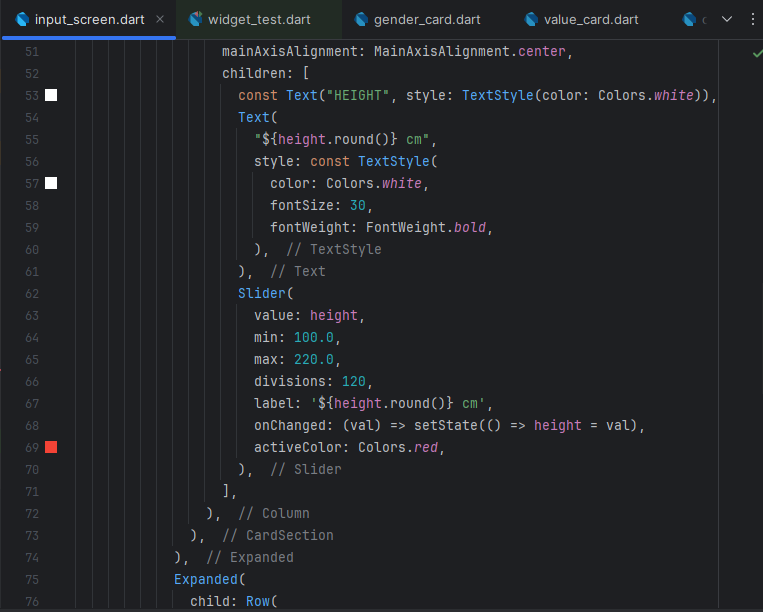 input_screen.dart × widget_test.dart gender_card.dart value_card.dart c
51 mainAxisAlignment: MainAxisAlignment.center,
52 children: [
53 const Text("HEIGHT", style: TextStyle(color: Colors.white)),
54 Text(
55 "${height.round()} cm",
56 style: const TextStyle(
57 color: Colors.white,
58 fontSize: 30,
59 fontWeight: FontWeight.bold,
60 ), // TextStyle
61 ), // Text
62 Slider(
63 value: height,
64 min: 100.0,
65 max: 220.0,
66 divisions: 120,
67 label: '${height.round()} cm',
68 onChanged: (val) => setState(() => height = val),
69 activeColor: Colors.red,
70 ), // Slider
71 ],
72 ), // Column
73 ), // CardSection
74 ), // Expanded
75 Expanded(
76 child: Row(